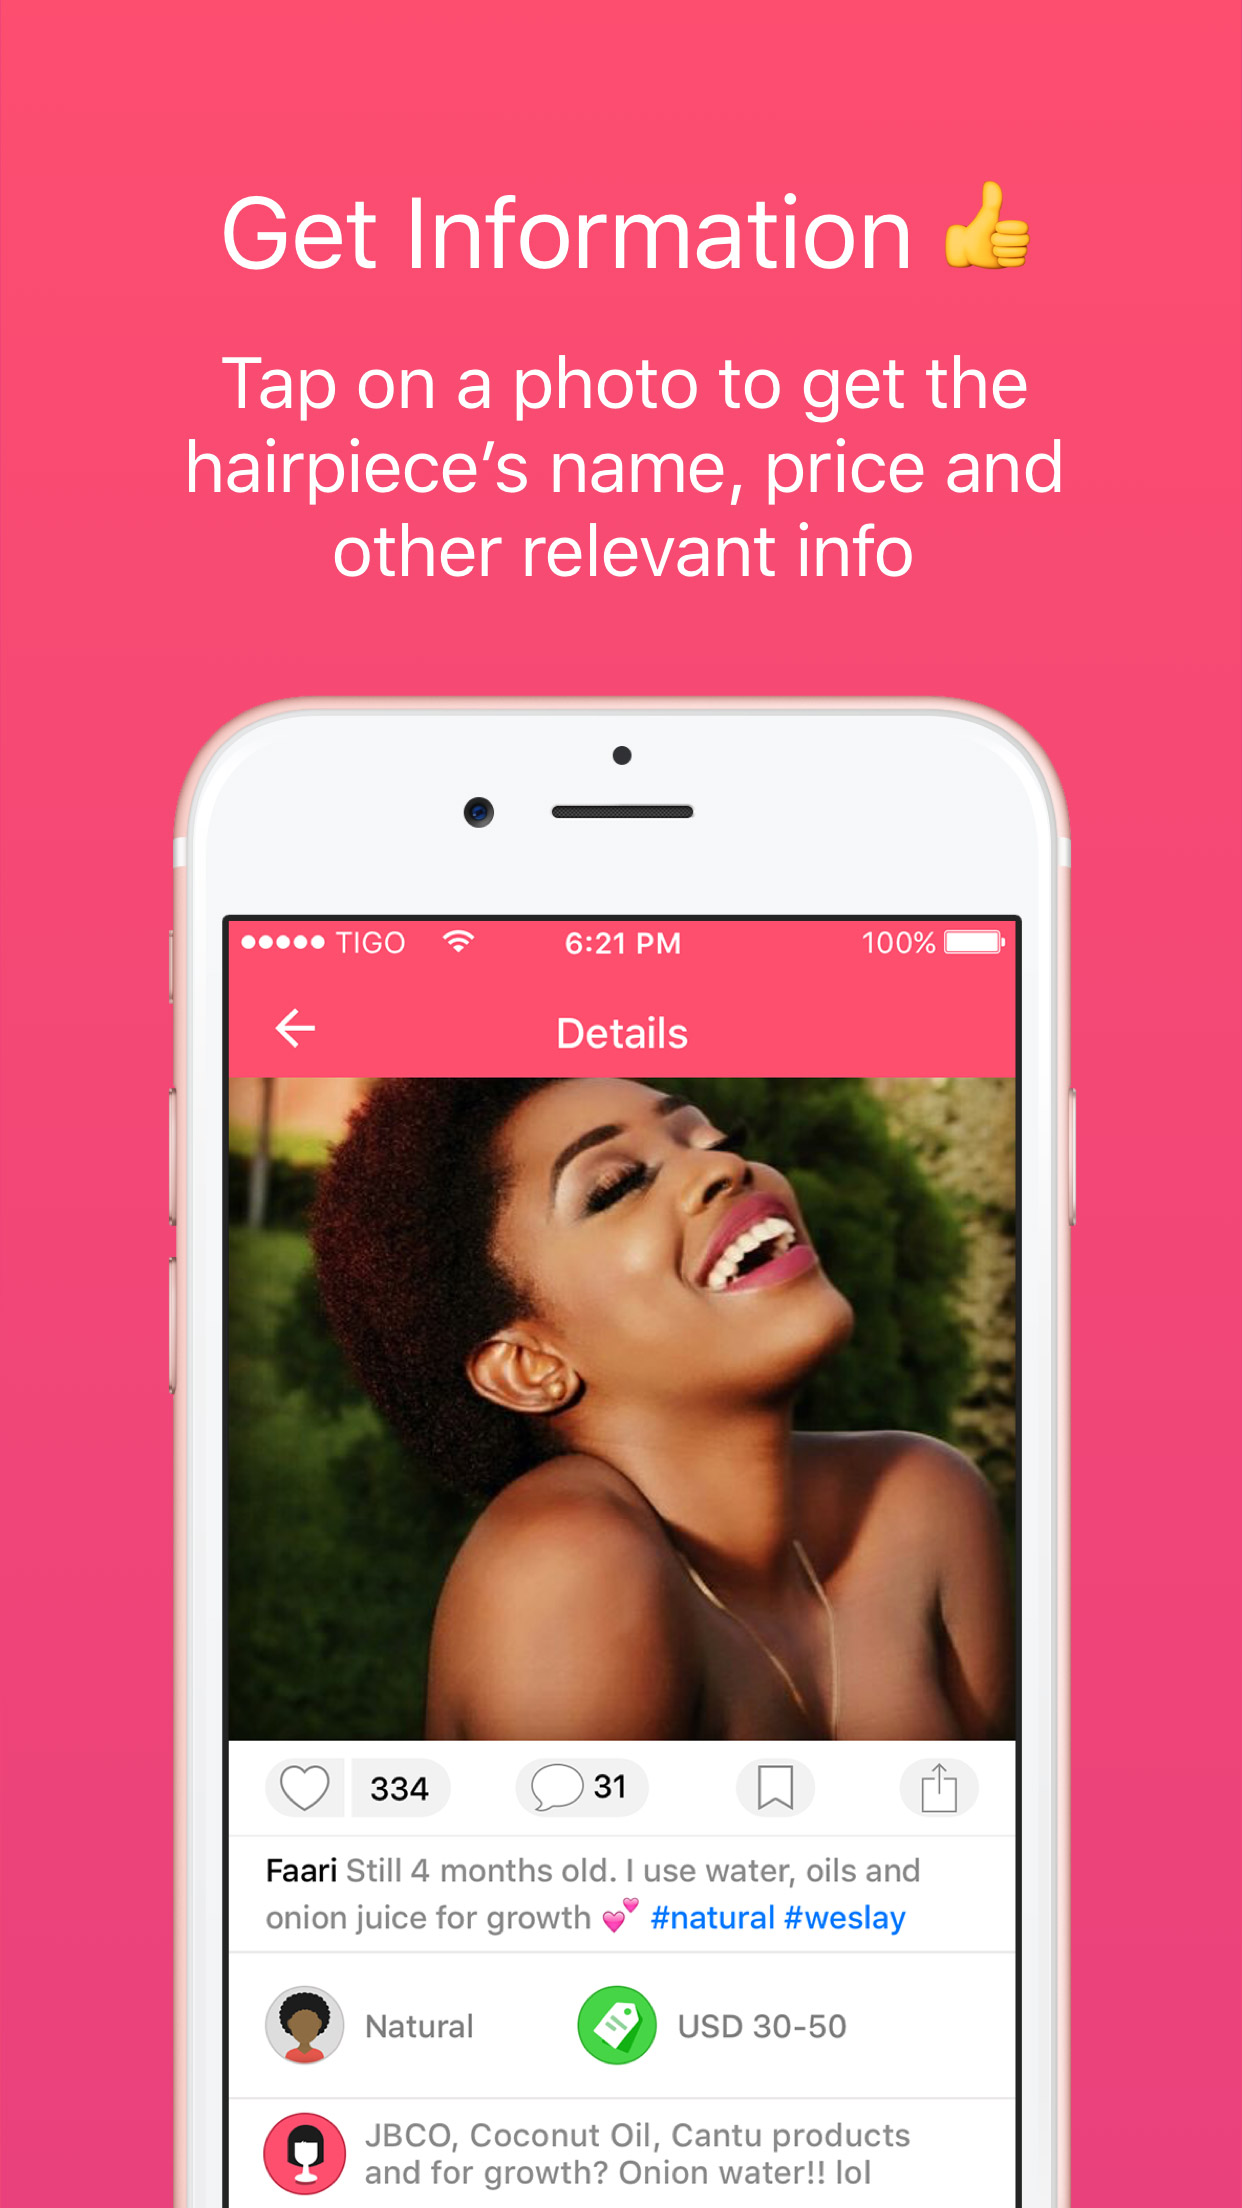 Get Information 👍
Tap on a photo to get the
hairpiece’s name, price and
other relevant info
TIGO 6:21 PM 100%
Details
334 31
Faari Still 4 months old. I use water, oils and
onion juice for growth 💕 #natural #weslay
Natural USD 30-50
JBCO, Coconut Oil, Cantu products
and for growth? Onion water!! lol